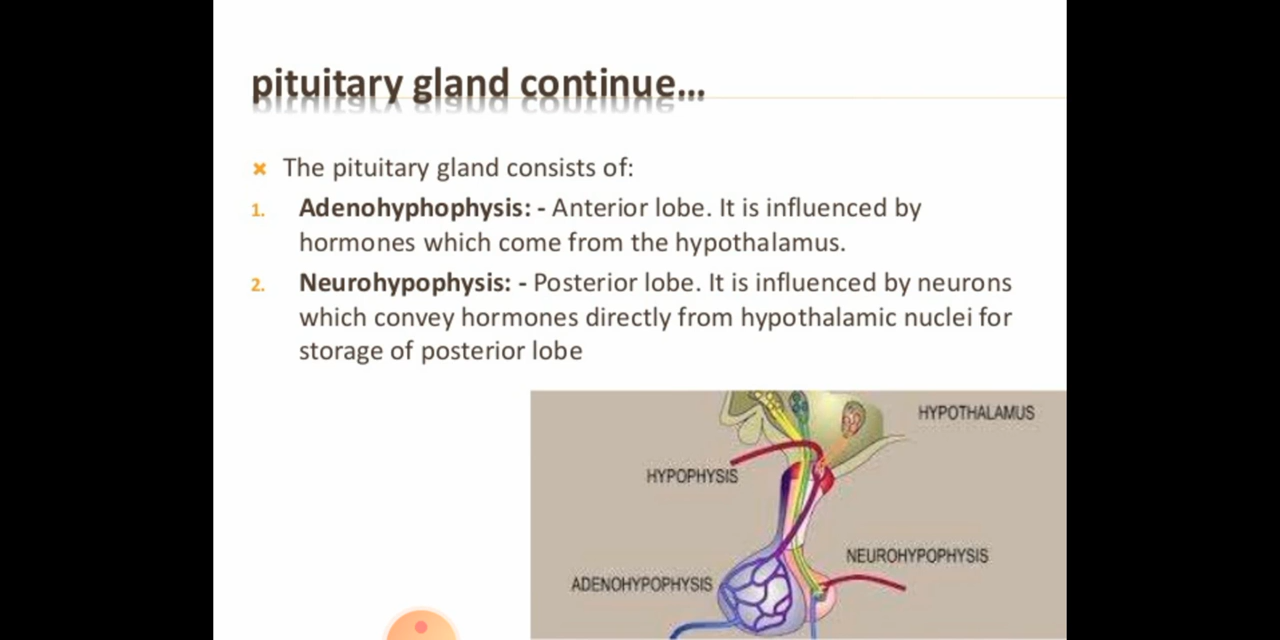 pituitary gland continue...
× The pituitary gland consists of:
1. Adenohyphophysis: - Anterior lobe. It is influenced by
hormones which come from the hypothalamus.
2. Neurohypophysis: - Posterior lobe. It is influenced by neurons
which convey hormones directly from hypothalamic nuclei for
storage of posterior lobe
HYPOTHALAMUS
HYPOPHYSIS
NEUROHYPOPHYSIS
ADENOHYPOPHYSIS